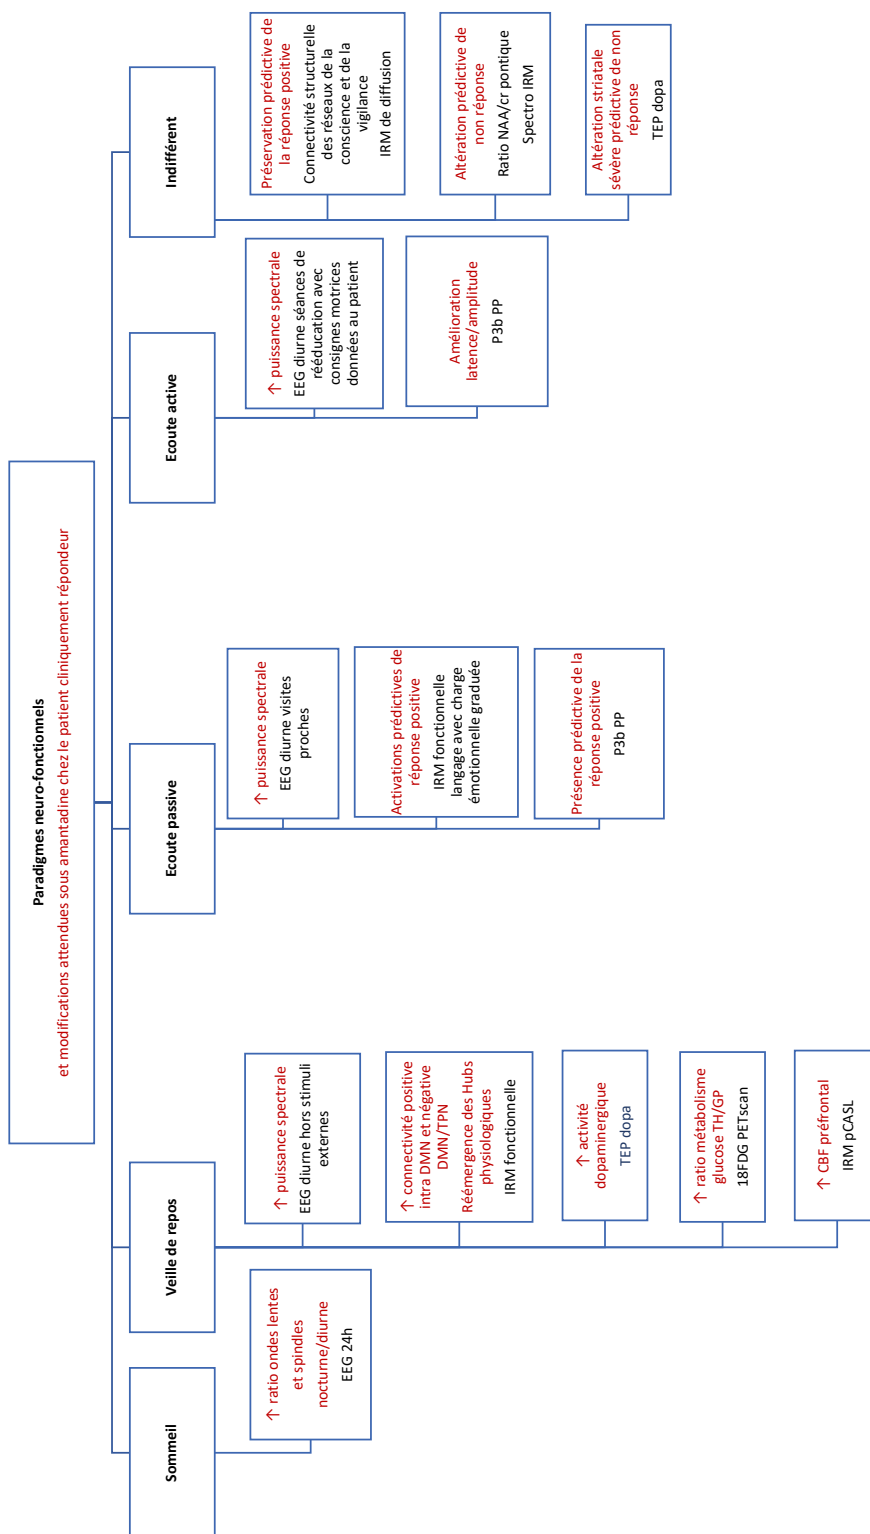 Paradigmes neuro-fonctionnels
et modifications attendues sous amantadine chez le patient cliniquement répondeur
Sommeil
↑ ratio ondes lentes
et spindles
nocturne/diurne
EEG 24h
Veille de repos
↑ puissance spectrale
EEG diurne hors stimuli
externes
↑ connectivité positive
intra DMN et négative
DMN/TPN
Réémergence des Hubs
physiologiques
IRM fonctionnelle
↑ activité
dopaminergique
TEP dopa
↑ ratio métabolisme
glucose TH/GP
18FDG PETscan
↑ CBF préfrontal
IRM pCASL
Ecoute passive
↑ puissance spectrale
EEG diurne visites
proches
Activations prédictives de
réponse positive
IRM fonctionnelle
langage avec charge
émotionnelle graduée
Présence prédictive de la
réponse positive
P3b PP
Ecoute active
↑ puissance spectrale
EEG diurne séances de
rééducation avec
consignes motrices
données au patient
Amélioration
latence/amplitude
P3b PP
Indifférent
Préservation prédictive de
la réponse positive
Connectivité structurelle
des réseaux de la
conscience et de la
vigilance
IRM de diffusion
Altération prédictive de
non réponse
Ratio NAA/cr pontique
Spectro IRM
Altération striatale
sévère prédictive de non
réponse
TEP dopa